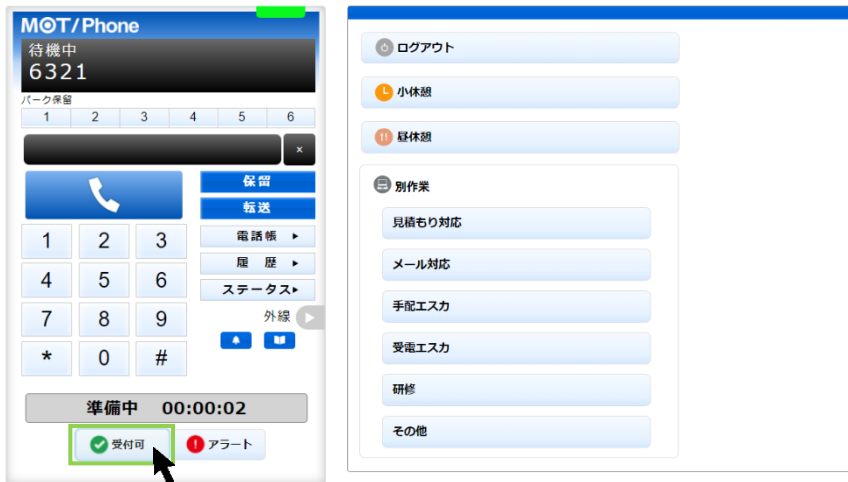 MOT/Phone
待機中
6321
パーク保留
1 2 3 4 5 6
×
保留
転送
1 2 3
電話帳
履 歴
4 5 6
ステータス
7 8 9
外線
* 0 #
準備中 00:00:02
受付可
アラート
ログアウト
小休憩
昼休憩
別作業
見積もり対応
メール対応
手配エスカ
受電エスカ
研修
その他